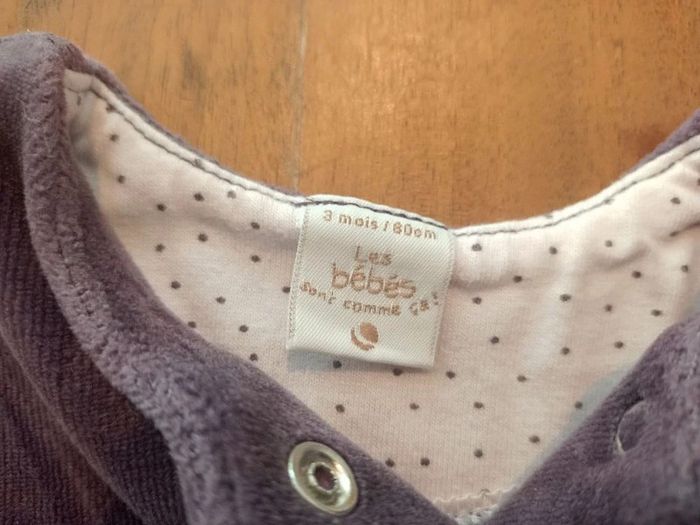 3 mois / 60cm
Les
bébés
sont comme ça !